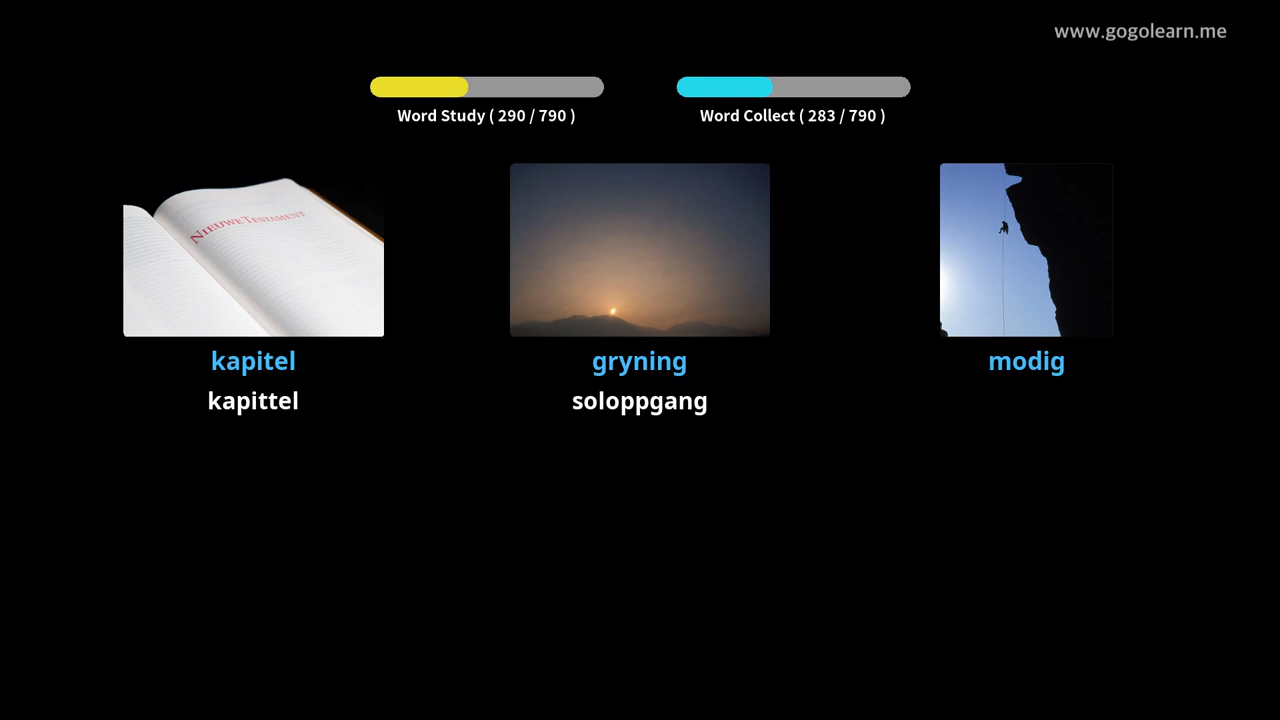 www.gogolearn.me
Word Study ( 290 / 790 )
Word Collect ( 283 / 790 )
NIEUWE TESTAMENT
kapitel
gryning
modig
kapittel
soloppgang